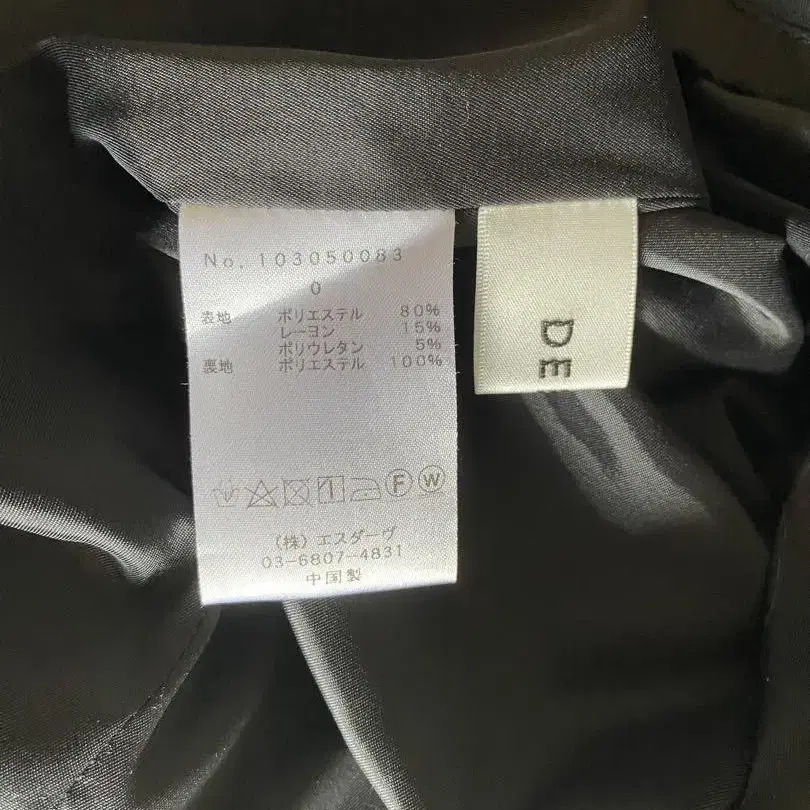 No. 103050083
0
表地 ポリエステル 80%
レーヨン 15%
ポリウレタン 5%
裏地 ポリエステル 100%
F W
(株) エスダーヴ
03-6807-4831
中国製
DE